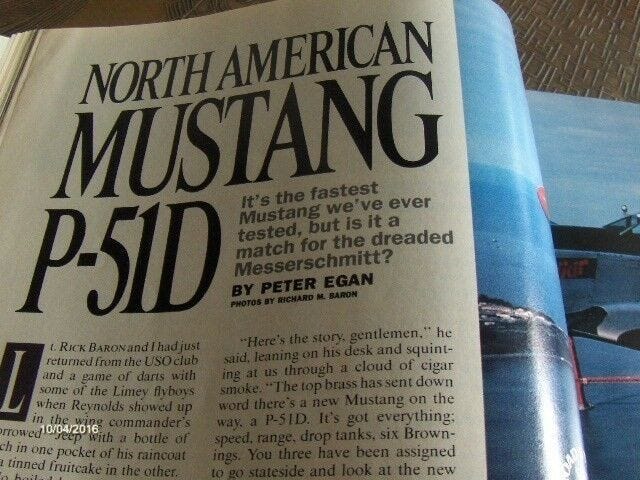 NORTH AMERICAN
MUSTANG
P-51D
It's the fastest
Mustang we've ever
tested, but is it a
match for the dreaded
Messerschmitt?
BY PETER EGAN
PHOTOS BY RICHARD M. BARON
LT. RICK BARON and I had just
returned from the USO club
and a game of darts with
some of the Limey flyboys
when Reynolds showed up
in the wing commander's
Jeep with a bottle of
in one pocket of his raincoat
a tinned fruitcake in the other.
"Here's the story, gentlemen," he
said, leaning on his desk and squint-
ing at us through a cloud of cigar
smoke. "The top brass has sent down
word there's a new Mustang on the
way, a P-51D. It's got everything;
speed, range, drop tanks, six Brown-
ings. You three have been assigned
to go stateside and look at the new
10/04/2016